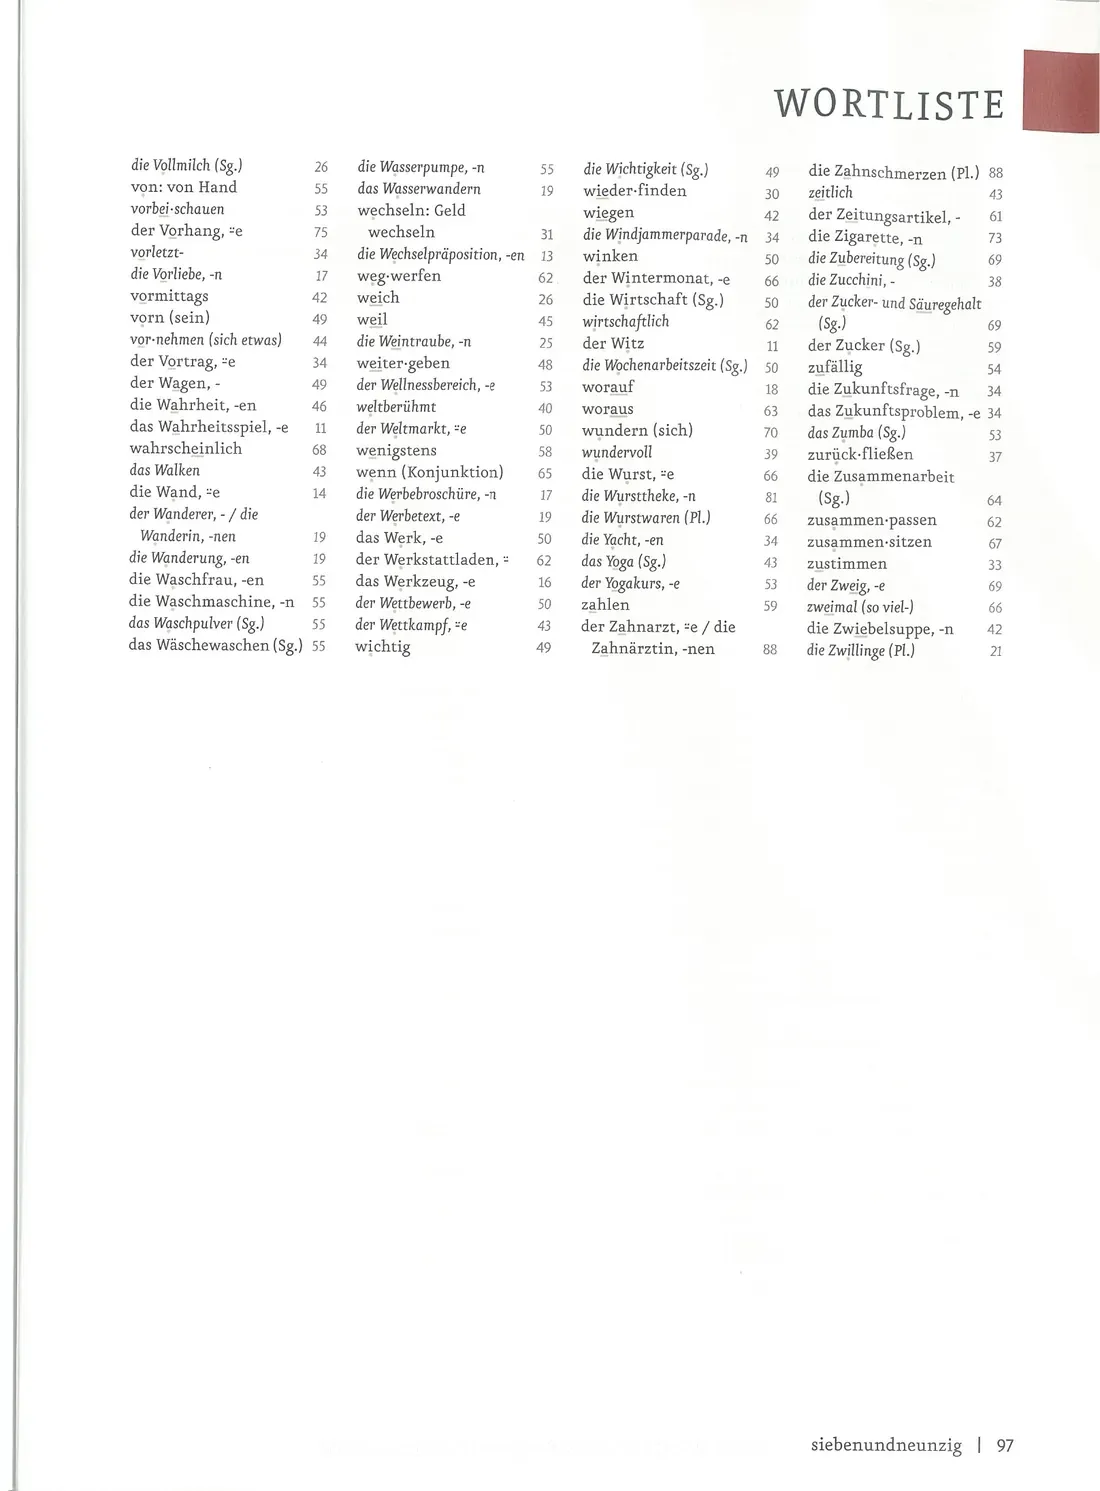 WORTLISTE
die Vollmilch (Sg.) 26
von: von Hand 55
vorbei·schauen 53
der Vorhang, ⸚e 75
vorletzt- 34
die Vorliebe, -n 17
vormittags 42
vorn (sein) 49
vor·nehmen (sich etwas) 44
der Vortrag, ⸚e 34
der Wagen, - 49
die Wahrheit, -en 46
das Wahrheitsspiel, -e 11
wahrscheinlich 68
das Walken 43
die Wand, ⸚e 14
der Wanderer, - / die
Wanderin, -nen 19
die Wanderung, -en 19
die Waschfrau, -en 55
die Waschmaschine, -n 55
das Waschpulver (Sg.) 55
das Wäschewaschen (Sg.) 55
die Wasserpumpe, -n 55
das Wasserwandern 19
wechseln: Geld
wechseln 31
die Wechselpräposition, -en 13
weg·werfen 62
weich 26
weil 45
die Weintraube, -n 25
weiter·geben 48
der Wellnessbereich, -e 53
weltberühmt 40
der Weltmarkt, ⸚e 50
wenigstens 58
wenn (Konjunktion) 65
die Werbebroschüre, -n 17
der Werbetext, -e 19
das Werk, -e 50
der Werkstattladen, ⸚ 62
das Werkzeug, -e 16
der Wettbewerb, -e 50
der Wettkampf, ⸚e 43
wichtig 49
die Wichtigkeit (Sg.) 49
wieder·finden 30
wiegen 42
die Windjammerparade, -n 34
winken 50
der Wintermonat, -e 66
die Wirtschaft (Sg.) 50
wirtschaftlich 62
der Witz 11
die Wochenarbeitszeit (Sg.) 50
worauf 18
woraus 63
wundern (sich) 70
wundervoll 39
die Wurst, ⸚e 66
die Wursttheke, -n 81
die Wurstwaren (Pl.) 66
die Yacht, -en 34
das Yoga (Sg.) 43
der Yogakurs, -e 53
zahlen 59
der Zahnarzt, ⸚e / die
Zahnärztin, -nen 88
die Zahnschmerzen (Pl.) 88
zeitlich 43
der Zeitungsartikel, - 61
die Zigarette, -n 73
die Zubereitung (Sg.) 69
die Zucchini, - 38
der Zucker- und Säuregehalt
(Sg.) 69
der Zucker (Sg.) 59
zufällig 54
die Zukunftsfrage, -n 34
das Zukunftsproblem, -e 34
das Zumba (Sg.) 53
zurück·fließen 37
die Zusammenarbeit
(Sg.) 64
zusammen·passen 62
zusammen·sitzen 67
zustimmen 33
der Zweig, -e 69
zweimal (so viel-) 66
die Zwiebelsuppe, -n 42
die Zwillinge (Pl.) 21
siebenundneunzig | 97